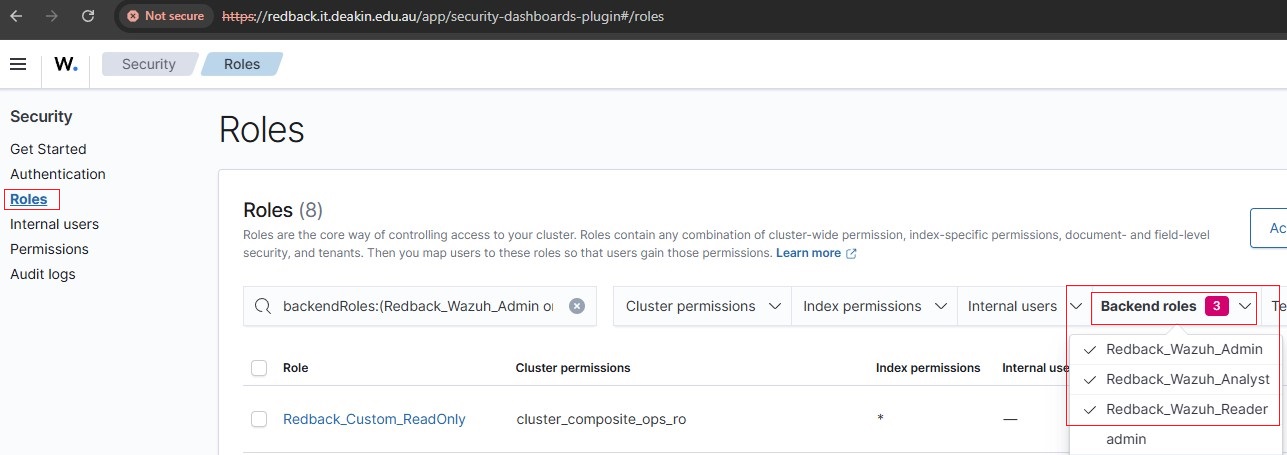 Not secure https://redback.it.deakin.edu.au/app/security-dashboards-plugin#/roles
W. Security Roles
Security
Get Started
Authentication
Roles
Internal users
Permissions
Audit logs
Roles
Roles (8)
Roles are the core way of controlling access to your cluster. Roles contain any combination of cluster-wide permission, index-specific permissions, document- and field-level
security, and tenants. Then you map users to these roles so that users gain those permissions. Learn more
Ac
backendRoles:(Redback_Wazuh_Admin or
Cluster permissions Index permissions Internal users Backend roles 3 Te
Redback_Wazuh_Admin
Redback_Wazuh_Analyst
Redback_Wazuh_Reader
admin
Role Cluster permissions Index permissions Internal use
Redback_Custom_ReadOnly cluster_composite_ops_ro * —